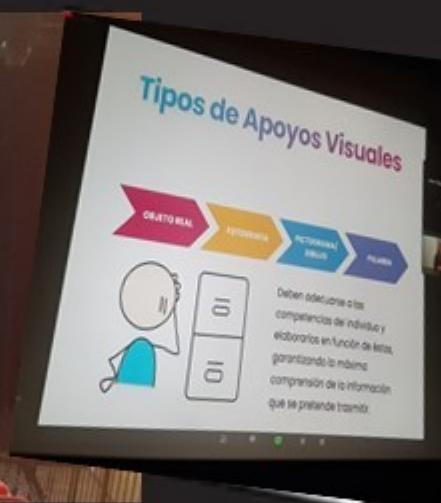 Tipos de Apoyos Visuales
OBJETO REAL
FOTOGRAFÍA
PICTOGRAMA/
DIBUJO
PALABRA
Deben adecuarse a las
competencias del individuo y
elaborarlos en función de éstas,
garantizando la máxima
comprensión de la información
que se pretende trasmitir.